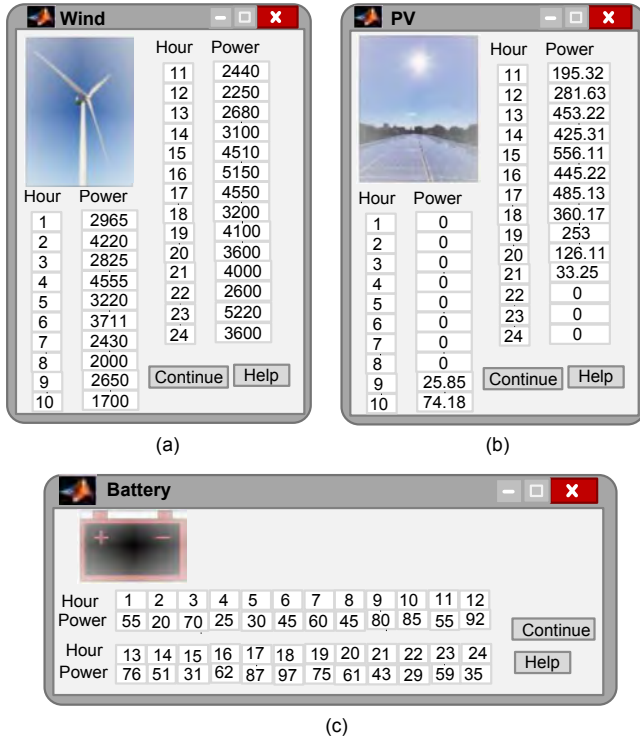 Wind
Hour Power
1 2965
2 4220
3 2825
4 4555
5 3220
6 3711
7 2430
8 2000
9 2650
10 1700
Hour Power
11 2440
12 2250
13 2680
14 3100
15 4510
16 5150
17 4550
18 3200
19 4100
20 3600
21 4000
22 2600
23 5220
24 3600
Continue Help
(a)
PV
Hour Power
1 0
2 0
3 0
4 0
5 0
6 0
7 0
8 0
9 25.85
10 74.18
Hour Power
11 195.32
12 281.63
13 453.22
14 425.31
15 556.11
16 445.22
17 485.13
18 360.17
19 253
20 126.11
21 33.25
22 0
23 0
24 0
Continue Help
(b)
Battery
Hour 1 2 3 4 5 6 7 8 9 10 11 12
Power 55 20 70 25 30 45 60 45 80 85 55 92
Hour 13 14 15 16 17 18 19 20 21 22 23 24
Power 76 51 31 62 87 97 75 61 43 29 59 35
Continue
Help
(c)